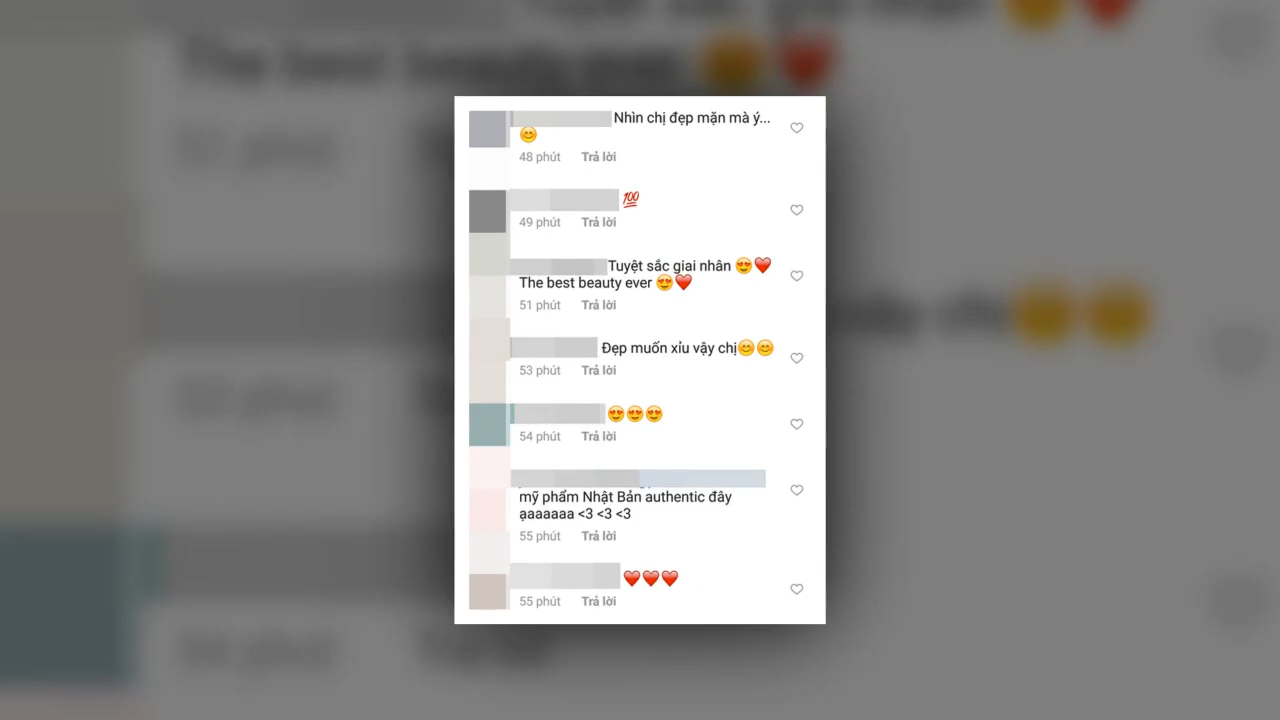 Nhìn chị đẹp mặn mà ý...
😊
48 phút Trả lời
💯
49 phút Trả lời
Tuyệt sắc giai nhân 😍❤️
The best beauty ever 😍❤️
51 phút Trả lời
Đẹp muốn xỉu vậy chị😊😊
53 phút Trả lời
😍😍😍
54 phút Trả lời
mỹ phẩm Nhật Bản authentic đây
ạaaaaaa <3 <3 <3
55 phút Trả lời
❤️❤️❤️
55 phút Trả lời